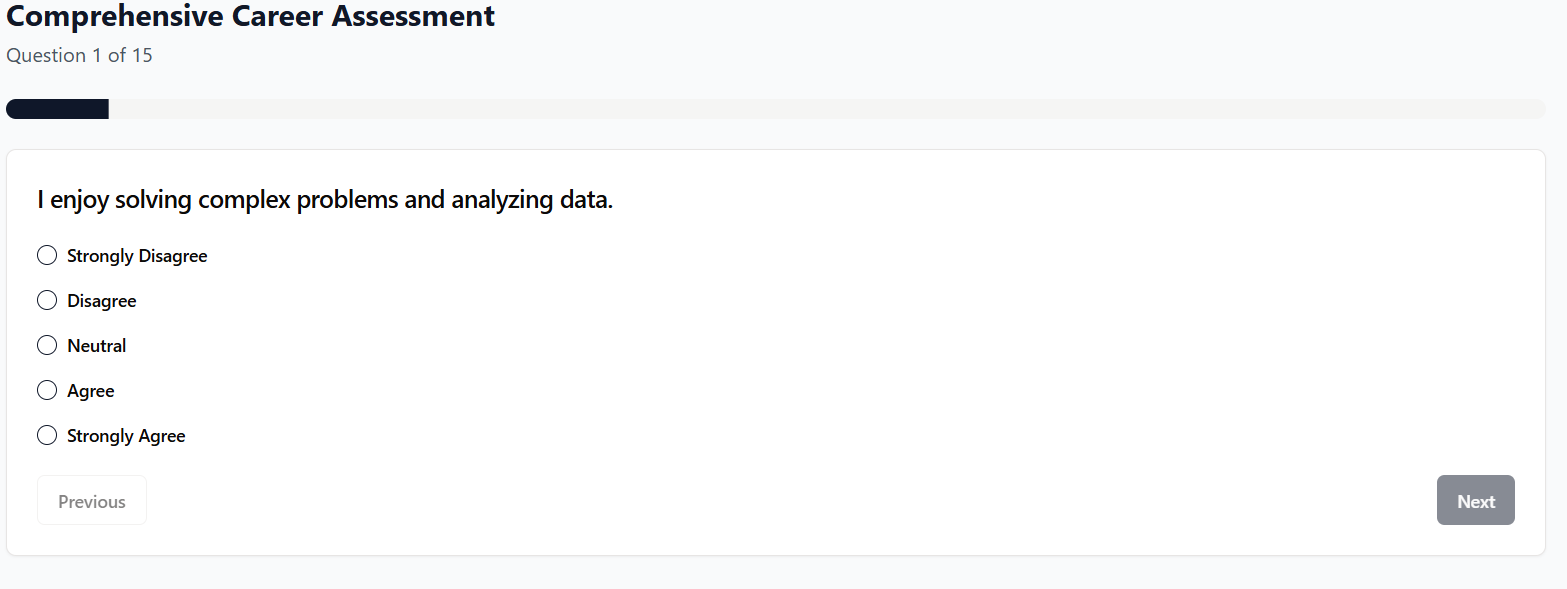 Comprehensive Career Assessment
Question 1 of 15
I enjoy solving complex problems and analyzing data.
Strongly Disagree
Disagree
Neutral
Agree
Strongly Agree
Previous
Next